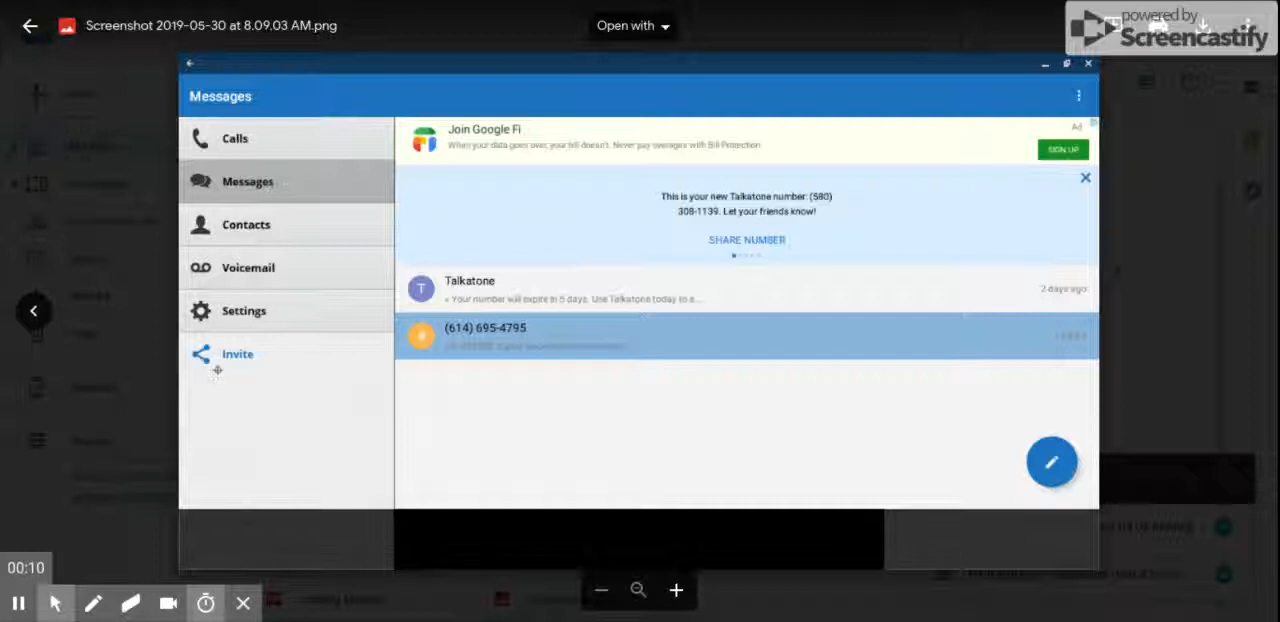 Screenshot 2019-05-30 at 8.09.03 AM.png
Open with
powered by
Screencastify
Messages
Calls
Messages
Contacts
Voicemail
Settings
Invite
Join Google Fi
When your data goes over, your bill doesn't. Never pay overages with Bill Protection
Ad
SIGN UP
This is your new Talkatone number: (580)
308-1139. Let your friends know!
SHARE NUMBER
T
Talkatone
Your number will expire in 5 days. Use Talkatone today to a...
2 days ago
(614) 695-4795
00:10